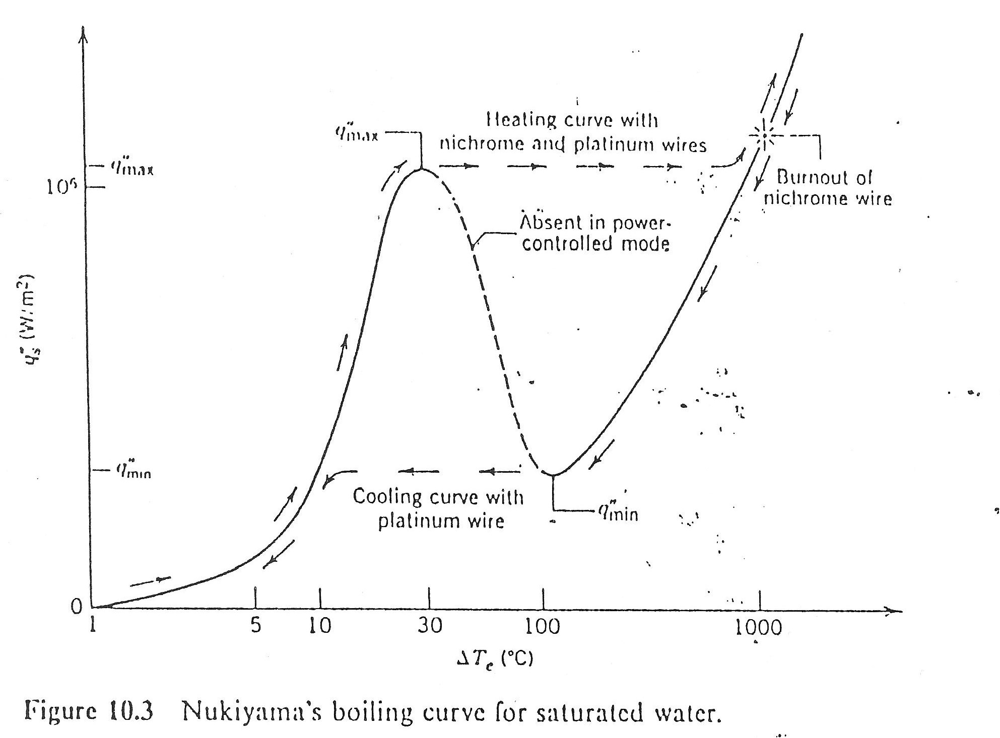 q″max
Heating curve with
nichrome and platinum wires
q″max
10⁶
Burnout of
nichrome wire
Absent in power-
controlled mode
q″s (W/m²)
q″min
Cooling curve with
platinum wire
q″min
0
1 5 10 30 100 1000
ΔTe (°C)
Figure 10.3 Nukiyama's boiling curve for saturated water.